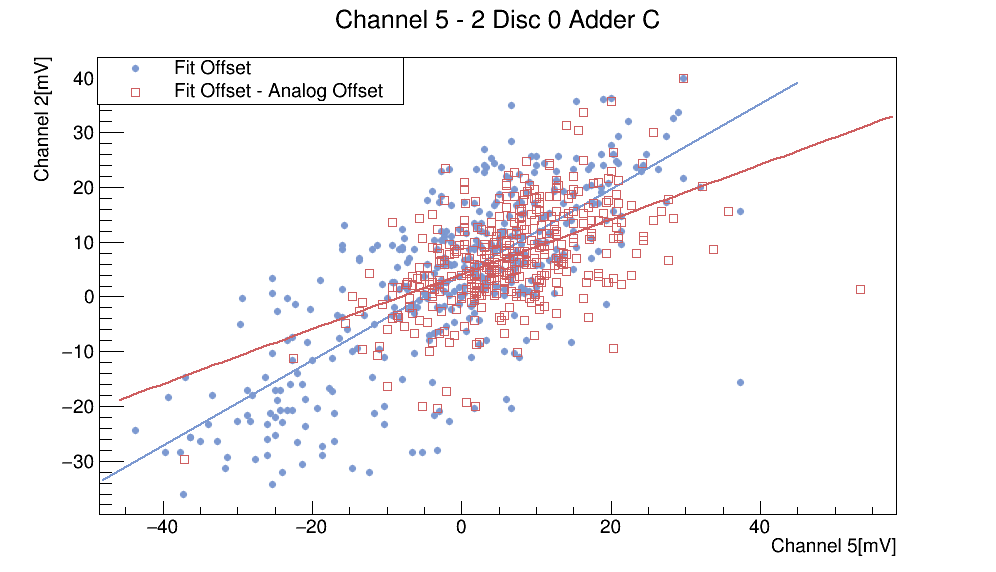 Channel 5 - 2 Disc 0 Adder C
Channel 2[mV]
Fit Offset
Fit Offset - Analog Offset
40
30
20
10
0
−10
−20
−30
−40
−20
0
20
40
Channel 5[mV]